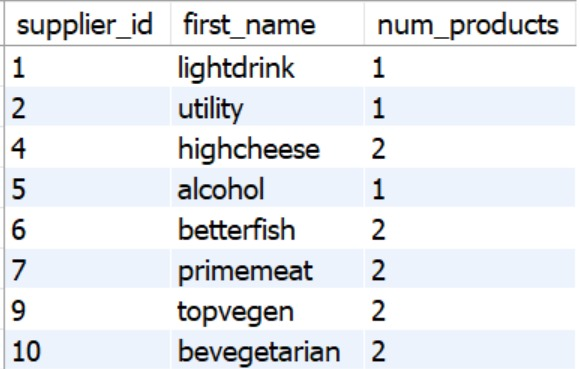 supplier_id first_name num_products
1 lightdrink 1
2 utility 1
4 highcheese 2
5 alcohol 1
6 betterfish 2
7 primemeat 2
9 topvegen 2
10 bevegetarian 2